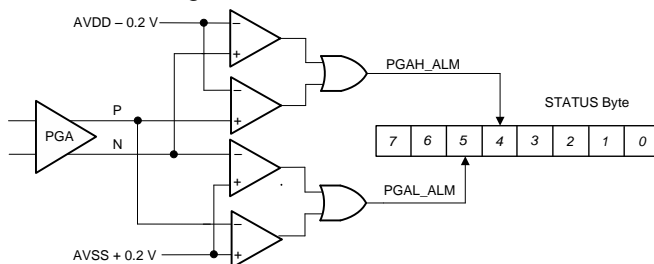 AVDD – 0.2 V
PGAH_ALM
STATUS Byte
P
PGA
N
7 6 5 4 3 2 1 0
PGAL_ALM
AVSS + 0.2 V
− + − + − + − +